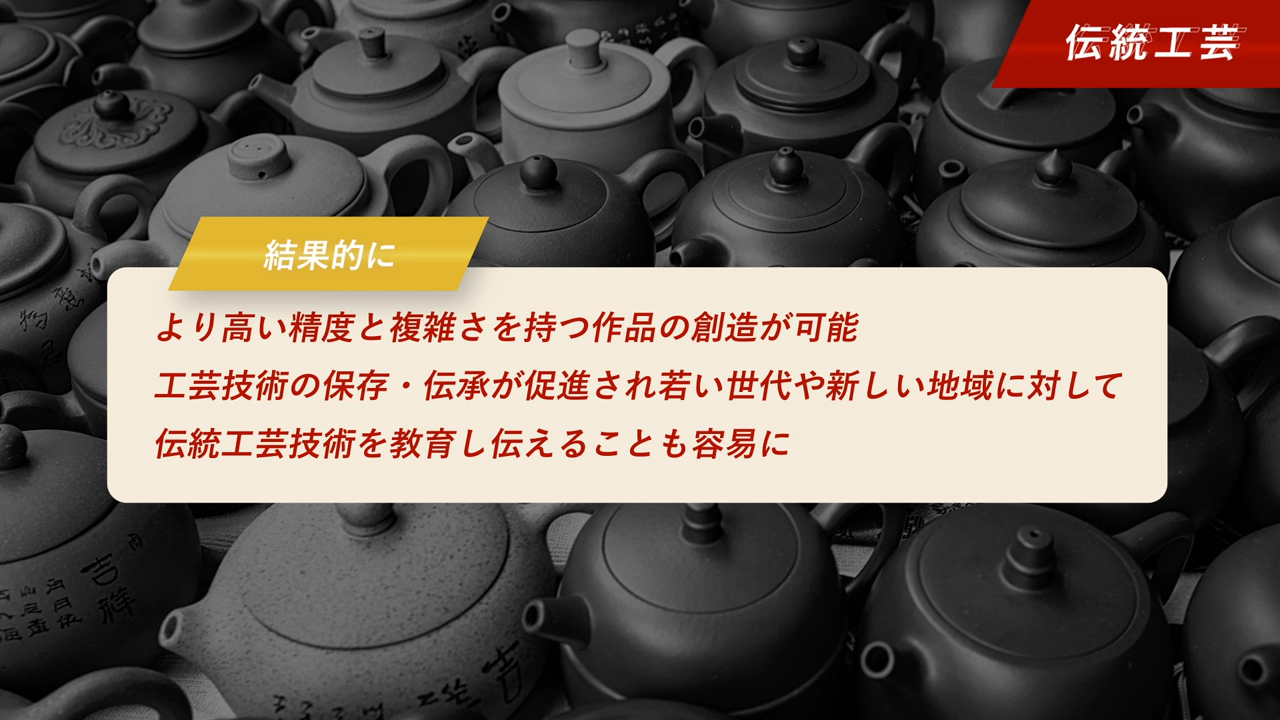 伝統工芸
結果的に
より高い精度と複雑さを持つ作品の創造が可能
工芸技術の保存・伝承が促進され若い世代や新しい地域に対して
伝統工芸技術を教育し伝えることも容易に
吉祥
吉